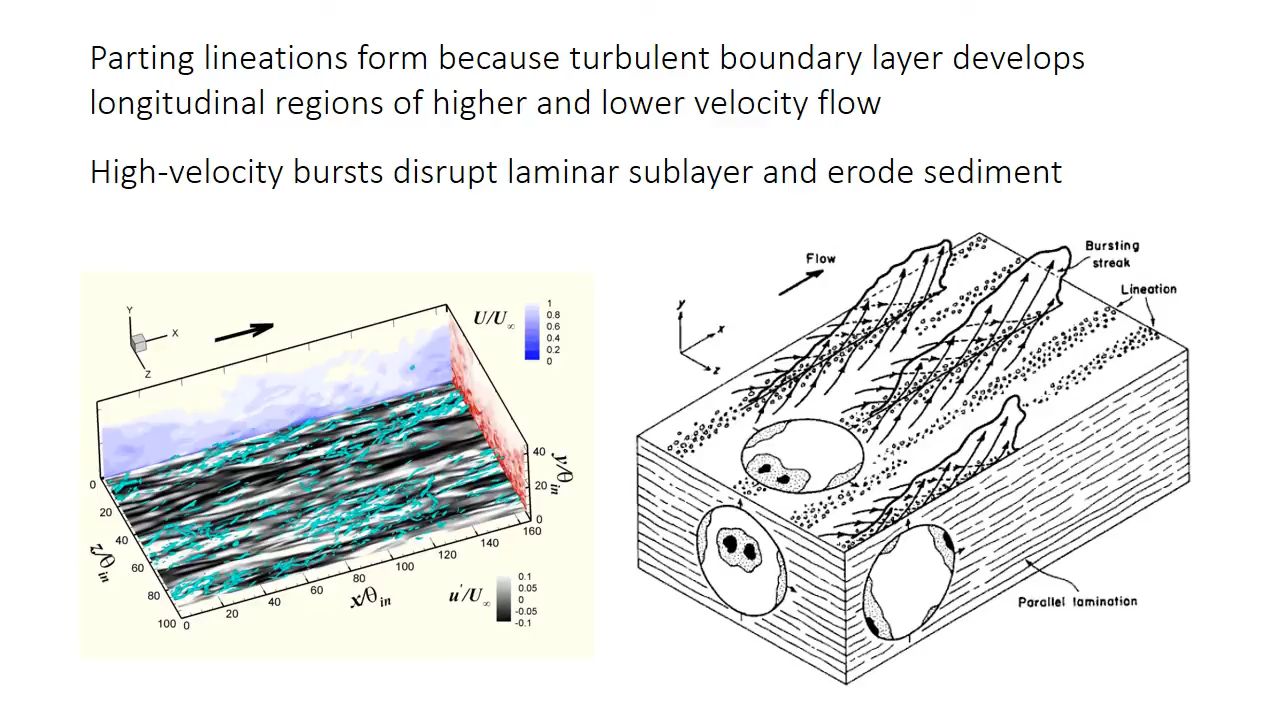 Parting lineations form because turbulent boundary layer develops
longitudinal regions of higher and lower velocity flow
High-velocity bursts disrupt laminar sublayer and erode sediment
Y
X
Z
U/U∞
1
0.8
0.6
0.4
0.2
0
0
20
40
60
80
100
z/θin
0
20
40
60
80
100
120
140
160
x/θin
40
20
0
y/θin
u'/U∞
0.1
0.05
0
-0.05
-0.1
Flow
Bursting
streak
Lineation
y
x
z
Parallel lamination